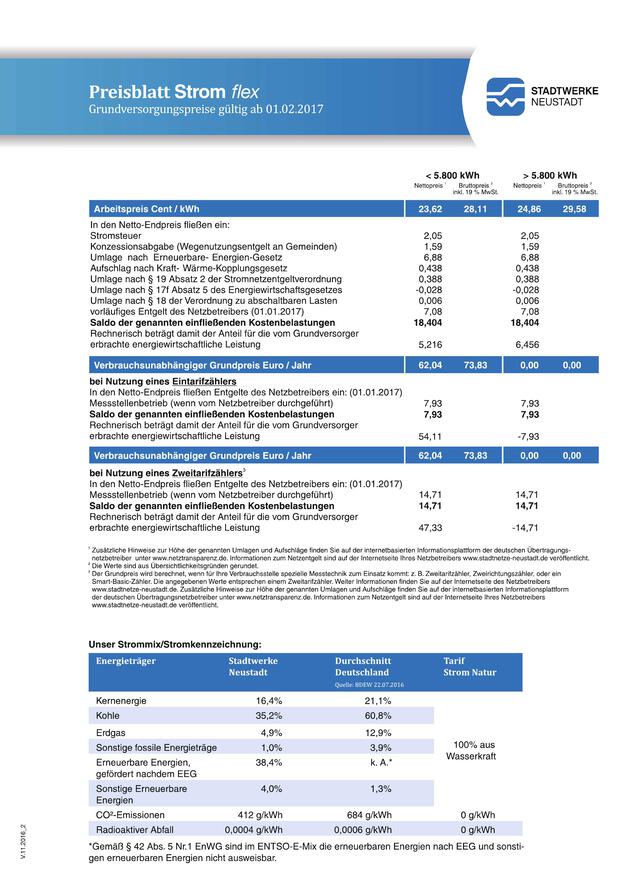 Preisblatt Strom flex
Grundversorgungspreise gültig ab 01.02.2017
STADTWERKE
NEUSTADT
< 5.800 kWh > 5.800 kWh
Nettopreis ¹ Bruttopreis ² Nettopreis ¹ Bruttopreis ²
inkl. 19 % MwSt. inkl. 19 % MwSt.
Arbeitspreis Cent / kWh 23,62 28,11 24,86 29,58
In den Netto-Endpreis fließen ein:
Stromsteuer 2,05 2,05
Konzessionsabgabe (Wegenutzungsentgelt an Gemeinden) 1,59 1,59
Umlage nach Erneuerbare- Energien-Gesetz 6,88 6,88
Aufschlag nach Kraft- Wärme-Kopplungsgesetz 0,438 0,438
Umlage nach § 19 Absatz 2 der Stromnetzentgeltverordnung 0,388 0,388
Umlage nach § 17f Absatz 5 des Energiewirtschaftsgesetzes -0,028 -0,028
Umlage nach § 18 der Verordnung zu abschaltbaren Lasten 0,006 0,006
vorläufiges Entgelt des Netzbetreibers (01.01.2017) 7,08 7,08
Saldo der genannten einfließenden Kostenbelastungen 18,404 18,404
Rechnerisch beträgt damit der Anteil für die vom Grundversorger
erbrachte energiewirtschaftliche Leistung 5,216 6,456
Verbrauchsunabhängiger Grundpreis Euro / Jahr 62,04 73,83 0,00 0,00
bei Nutzung eines Eintarifzählers
In den Netto-Endpreis fließen Entgelte des Netzbetreibers ein: (01.01.2017)
Messstellenbetrieb (wenn vom Netzbetreiber durchgeführt) 7,93 7,93
Saldo der genannten einfließenden Kostenbelastungen 7,93 7,93
Rechnerisch beträgt damit der Anteil für die vom Grundversorger
erbrachte energiewirtschaftliche Leistung 54,11 -7,93
Verbrauchsunabhängiger Grundpreis Euro / Jahr 62,04 73,83 0,00 0,00
bei Nutzung eines Zweitarifzählers³
In den Netto-Endpreis fließen Entgelte des Netzbetreibers ein: (01.01.2017)
Messstellenbetrieb (wenn vom Netzbetreiber durchgeführt) 14,71 14,71
Saldo der genannten einfließenden Kostenbelastungen 14,71 14,71
Rechnerisch beträgt damit der Anteil für die vom Grundversorger
erbrachte energiewirtschaftliche Leistung 47,33 -14,71
¹ Zusätzliche Hinweise zur Höhe der genannten Umlagen und Aufschläge finden Sie auf der internetbasierten Informationsplattform der deutschen Übertragungs-
netzbetreiber unter www.netztransparenz.de. Informationen zum Netzentgelt sind auf der Internetseite Ihres Netzbetreibers www.stadtnetze-neustadt.de veröffentlicht.
² Die Werte sind aus Übersichtlichkeitsgründen gerundet.
³ Der Grundpreis wird berechnet, wenn für Ihre Verbrauchsstelle spezielle Messtechnik zum Einsatz kommt: z. B. Zweitarifzähler, Zweirichtungszähler, oder ein
Smart-Basic-Zähler. Die angegebenen Werte entsprechen einem Zweitarifzähler. Weiter Informationen finden Sie auf der Internetseite des Netzbetreibers
www.stadtnetze-neustadt.de. Zusätzliche Hinweise zur Höhe der genannten Umlagen und Aufschläge finden Sie auf der internetbasierten Informationsplattform
der deutschen Übertragungsnetzbetreiber unter www.netztransparenz.de. Informationen zum Netzentgelt sind auf der Internetseite Ihres Netzbetreibers
www.stadtnetze-neustadt.de veröffentlicht.
Unser Strommix/Stromkennzeichnung:
Energieträger Stadtwerke Durchschnitt Tarif
Neustadt Deutschland Strom Natur
Quelle: BDEW 22.07.2016
Kernenergie 16,4% 21,1%
Kohle 35,2% 60,8%
Erdgas 4,9% 12,9%
Sonstige fossile Energieträge 1,0% 3,9% 100% aus
Wasserkraft
Erneuerbare Energien, 38,4% k. A.*
gefördert nachdem EEG
Sonstige Erneuerbare 4,0% 1,3%
Energien
CO²-Emissionen 412 g/kWh 684 g/kWh 0 g/kWh
Radioaktiver Abfall 0,0004 g/kWh 0,0006 g/kWh 0 g/kWh
*Gemäß § 42 Abs. 5 Nr.1 EnWG sind im ENTSO-E-Mix die erneuerbaren Energien nach EEG und sonsti-
gen erneuerbaren Energien nicht ausweisbar.
V.11.2016_2